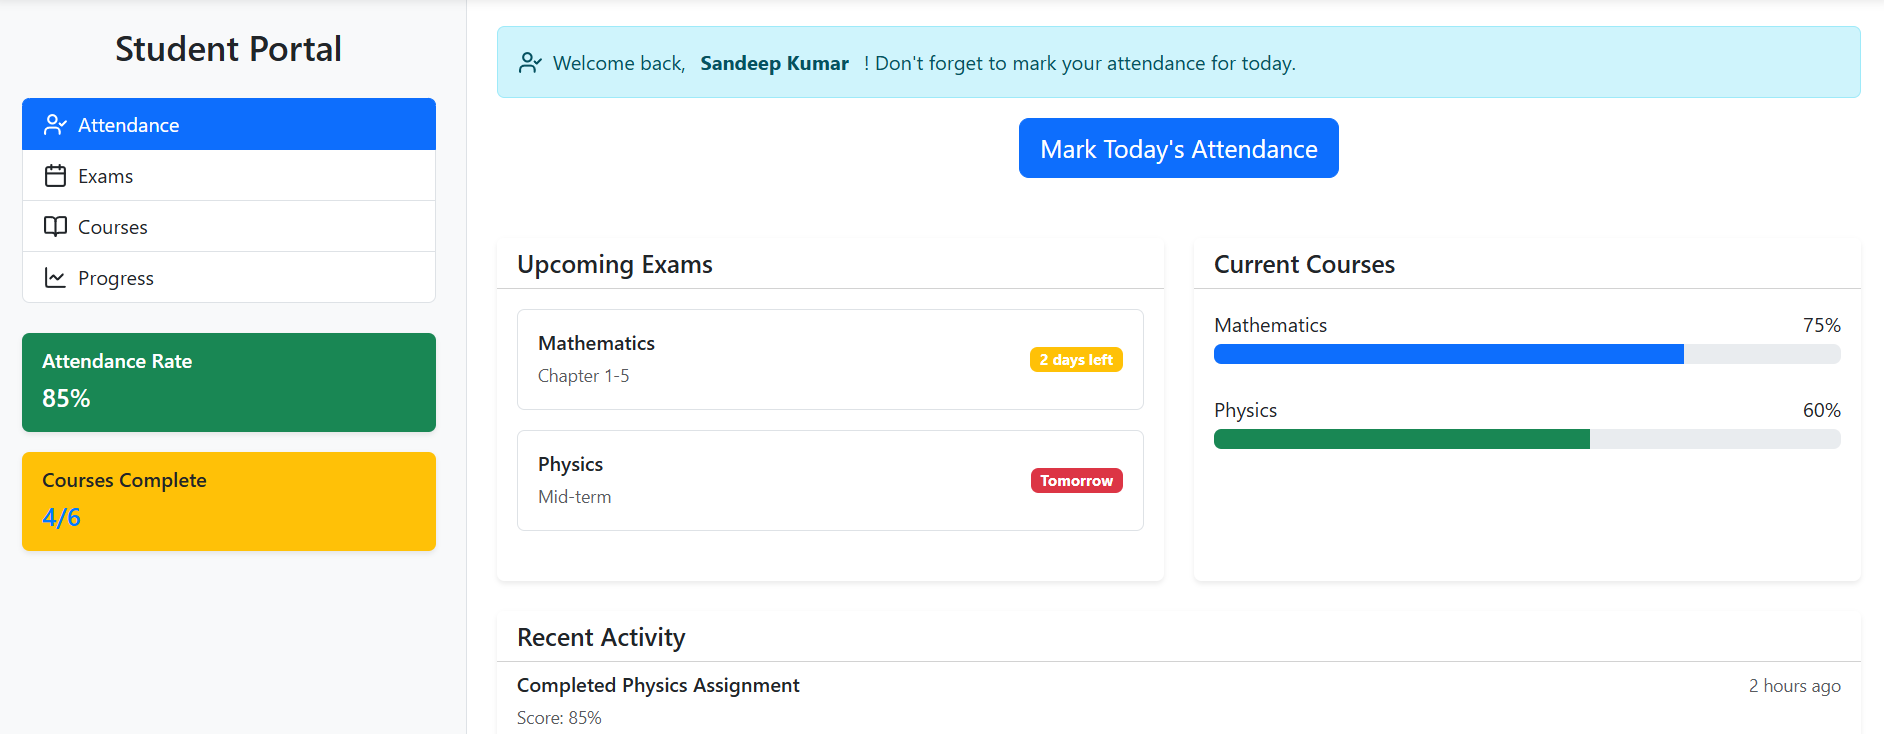 Student Portal
Attendance
Exams
Courses
Progress
Attendance Rate
85%
Courses Complete
4/6
Welcome back, Sandeep Kumar ! Don't forget to mark your attendance for today.
Mark Today's Attendance
Upcoming Exams
Mathematics
Chapter 1-5
2 days left
Physics
Mid-term
Tomorrow
Current Courses
Mathematics 75%
Physics 60%
Recent Activity
Completed Physics Assignment 2 hours ago
Score: 85%